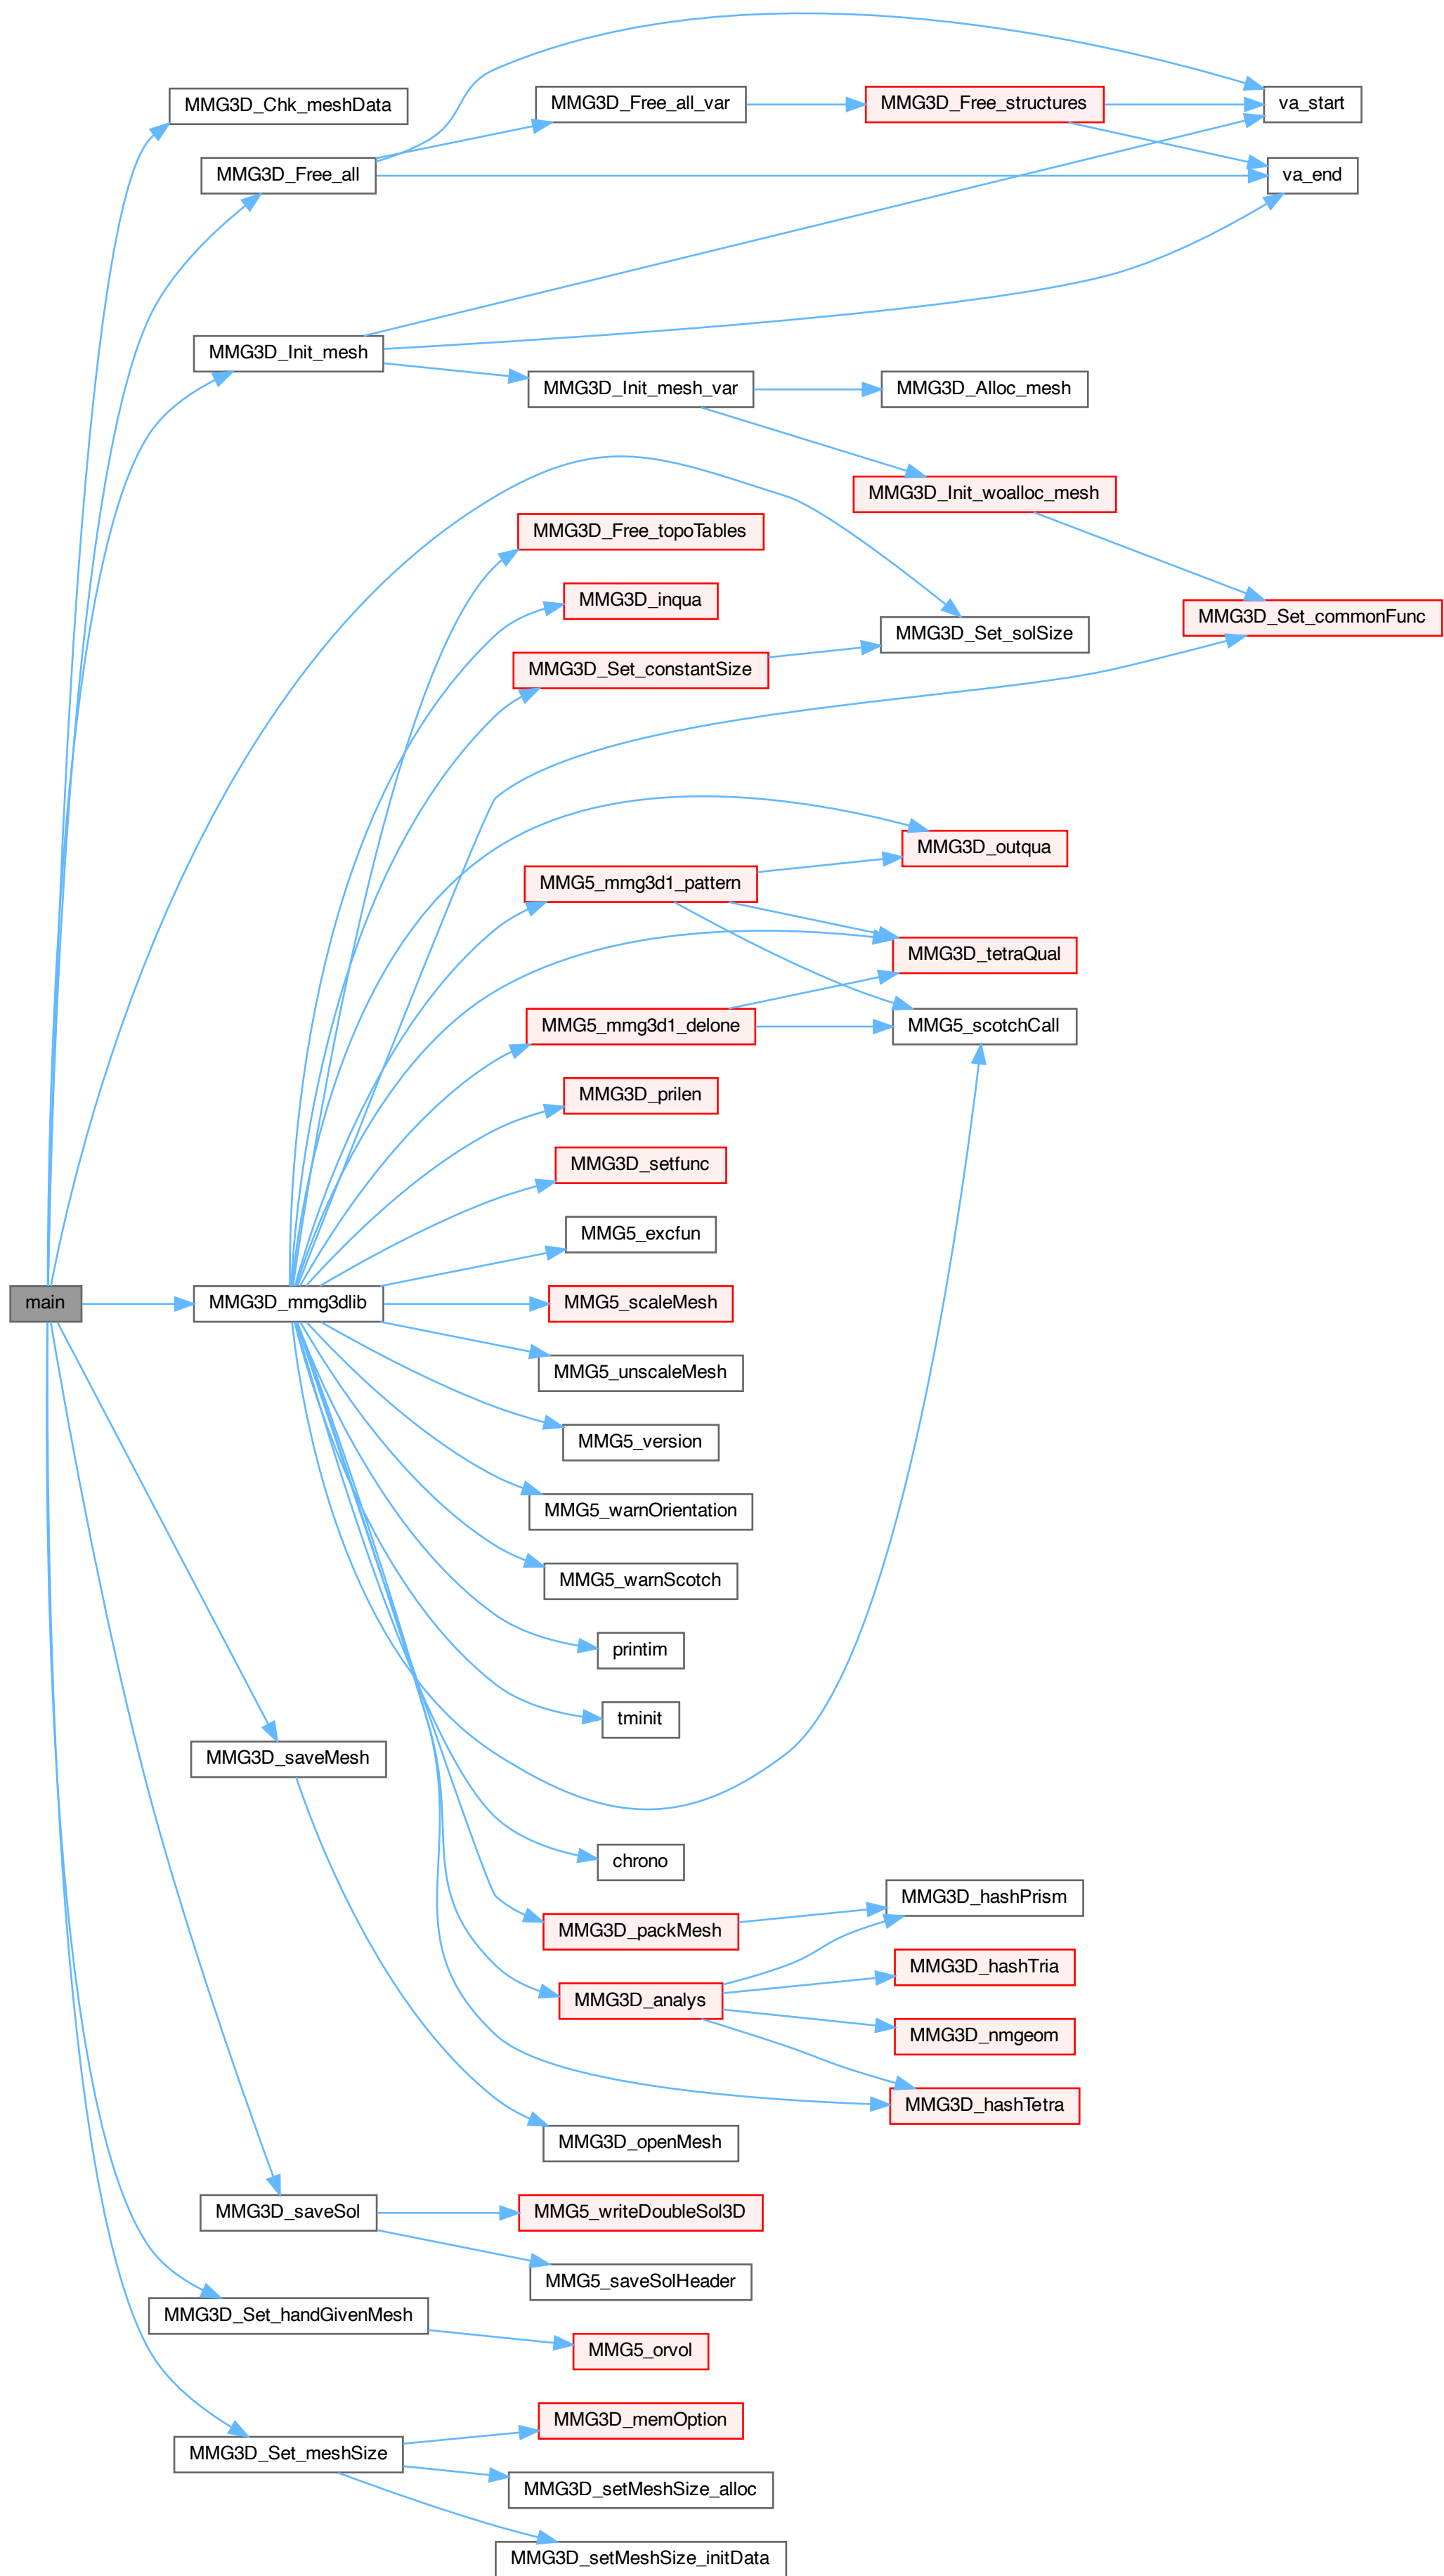 MMG3D_Chk_meshData
MMG3D_Free_all_var
MMG3D_Free_structures
va_start
MMG3D_Free_all
va_end
MMG3D_Init_mesh
MMG3D_Init_mesh_var
MMG3D_Alloc_mesh
MMG3D_Init_woalloc_mesh
MMG3D_Free_topoTables
MMG3D_inqua
MMG3D_Set_commonFunc
MMG3D_Set_solSize
MMG3D_Set_constantSize
MMG3D_outqua
MMG5_mmg3d1_pattern
MMG3D_tetraQual
MMG5_mmg3d1_delone
MMG5_scotchCall
MMG3D_prilen
MMG3D_setfunc
MMG5_excfun
main
MMG3D_mmg3dlib
MMG5_scaleMesh
MMG5_unscaleMesh
MMG5_version
MMG5_warnOrientation
MMG5_warnScotch
printim
tminit
MMG3D_saveMesh
chrono
MMG3D_hashPrism
MMG3D_packMesh
MMG3D_hashTria
MMG3D_analys
MMG3D_nmgeom
MMG3D_hashTetra
MMG3D_openMesh
MMG3D_saveSol
MMG5_writeDoubleSol3D
MMG5_saveSolHeader
MMG3D_Set_handGivenMesh
MMG5_orvol
MMG3D_memOption
MMG3D_Set_meshSize
MMG3D_setMeshSize_alloc
MMG3D_setMeshSize_initData